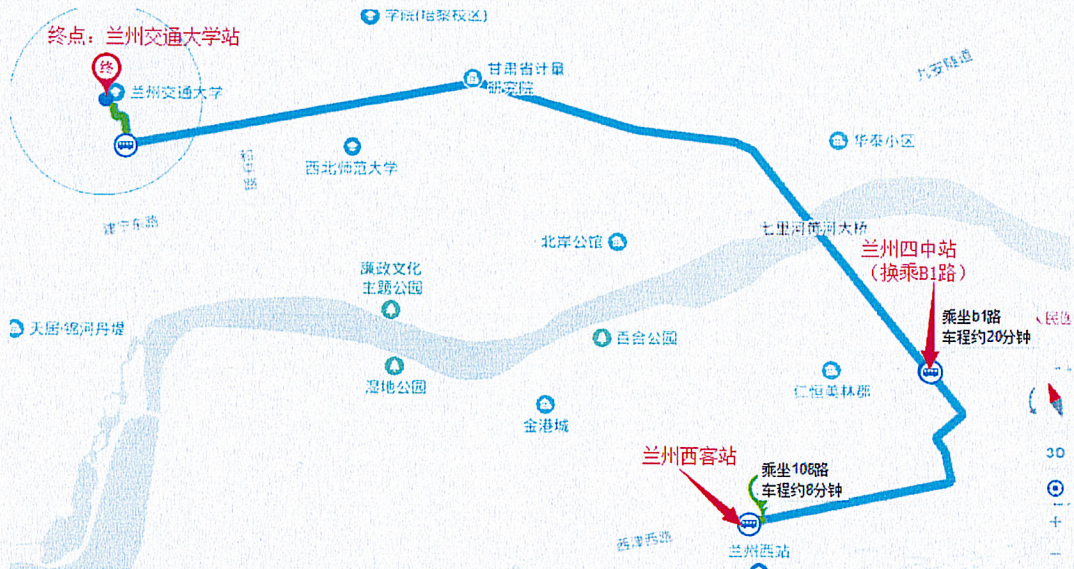 学院(培黎校区)
终点：兰州交通大学站
终
兰州交通大学
甘肃省计量
研究院
九安隧道
华泰小区
西北师范大学
建宁东路
七里河黄河大桥
北岸公馆
兰州四中站
（换乘B1路）
廉政文化
主题公园
乘坐b1路
车程约20分钟
天居·锦河丹堤
百合公园
湿地公园
仁恒美林郡
金港城
兰州西客站
乘坐108路
车程约8分钟
3D
西津西路
兰州西站